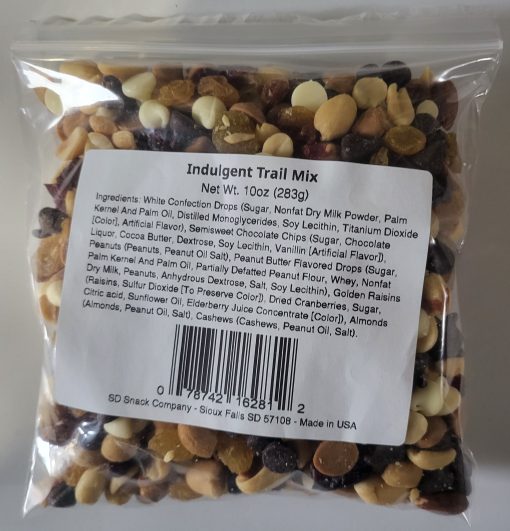 Indulgent Trail Mix
Net Wt. 10oz (283g)
Ingredients: White Confection Drops (Sugar, Nonfat Dry Milk Powder, Palm
Kernel And Palm Oil, Distilled Monoglycerides, Soy Lecithin, Titanium Dioxide
[Color], Artificial Flavor), Semisweet Chocolate Chips (Sugar, Chocolate
Liquor, Cocoa Butter, Dextrose, Soy Lecithin, Vanillin [Artificial Flavor]),
Peanuts (Peanuts, Peanut Oil Salt), Peanut Butter Flavored Drops (Sugar,
Palm Kernel And Palm Oil, Partially Defatted Peanut Flour, Whey, Nonfat
Dry Milk, Peanuts, Anhydrous Dextrose, Salt, Soy Lecithin), Golden Raisins
(Raisins, Sulfur Dioxide [To Preserve Color]). Dried Cranberries, Sugar,
Citric acid, Sunflower Oil, Elderberry Juice Concentrate [Color]), Almonds
(Almonds, Peanut Oil, Salt), Cashews (Cashews, Peanut Oil, Salt).
0 78742 16281 2
SD Snack Company - Sioux Falls SD 57108 - Made in USA